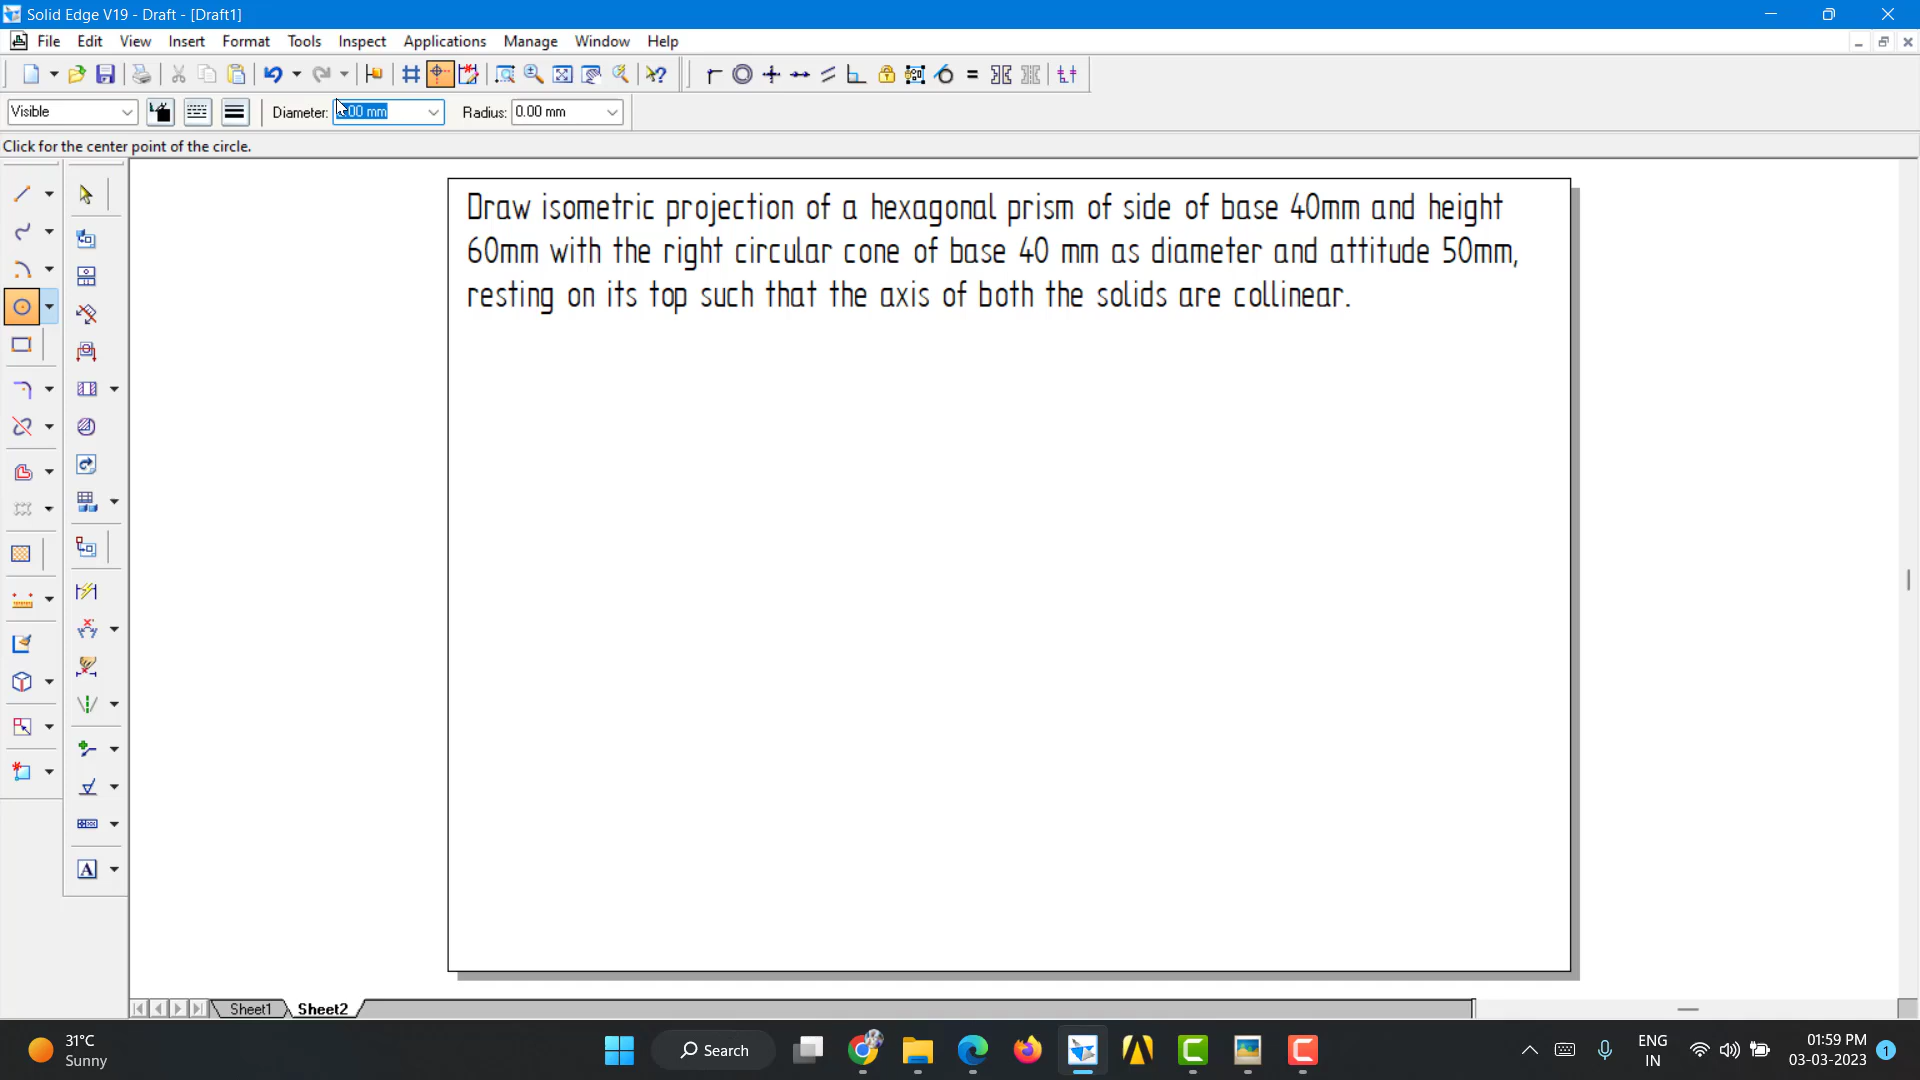 Solid Edge V19 - Draft - [Draft1]
File Edit View Insert Format Tools Inspect Applications Manage Window Help
Visible Diameter: 0.00 mm Radius: 0.00 mm
Click for the center point of the circle.
Draw isometric projection of a hexagonal prism of side of base 40mm and height
60mm with the right circular cone of base 40 mm as diameter and attitude 50mm,
resting on its top such that the axis of both the solids are collinear.
Sheet1 Sheet2
31°C
Sunny
Search
ENG
IN
01:59 PM
03-03-2023
1